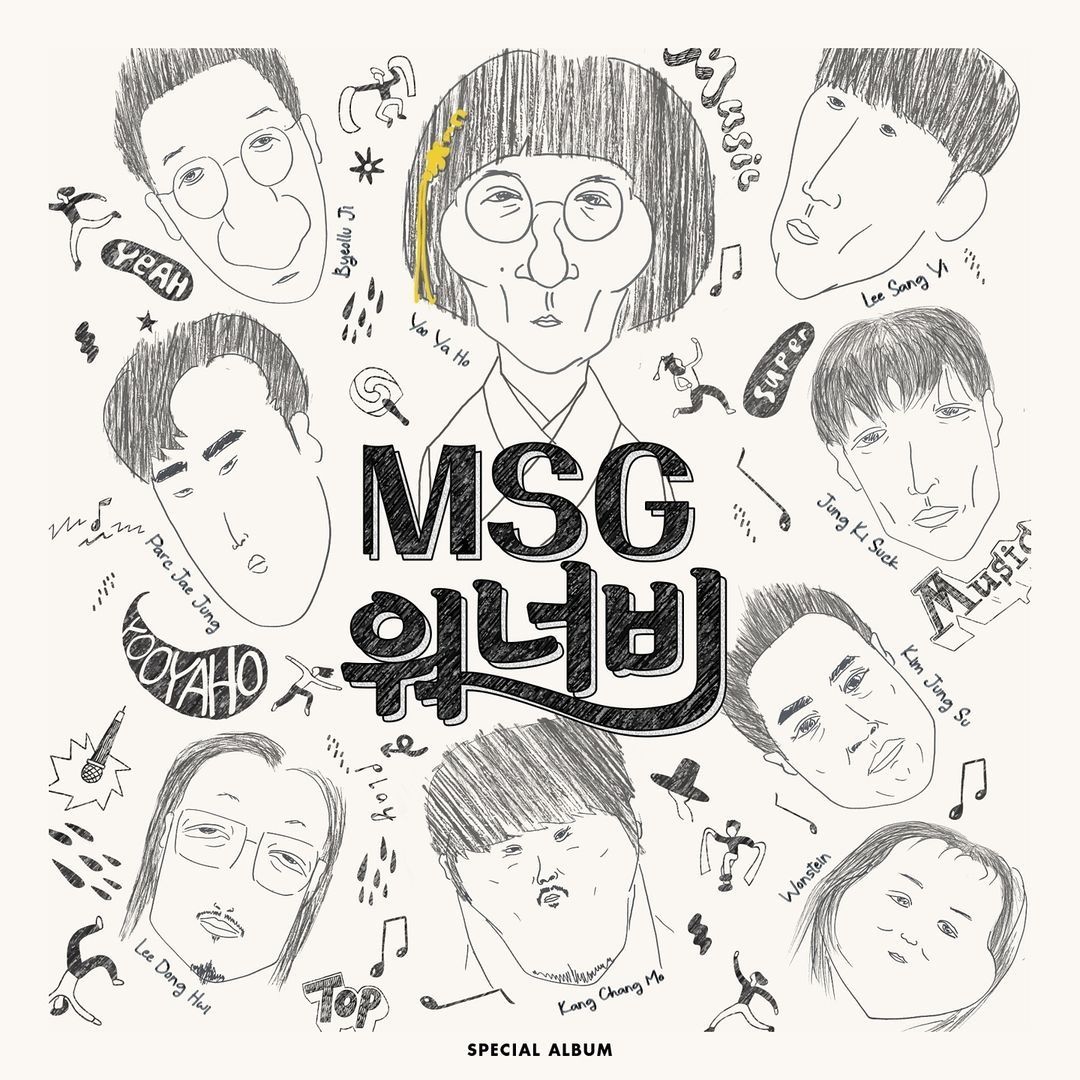 Music
Byeollu Ji
YEAH
Yoo Ya Ho
Lee Sang Yi
SUPER
MSG
워너비
Jung Ki Suck
Parc Jae Jung
Music
YOOYAHO
Kim Jung Su
play
Wonstein
Lee Dong Hwi
TOP
Kang Chang Mo
SPECIAL ALBUM